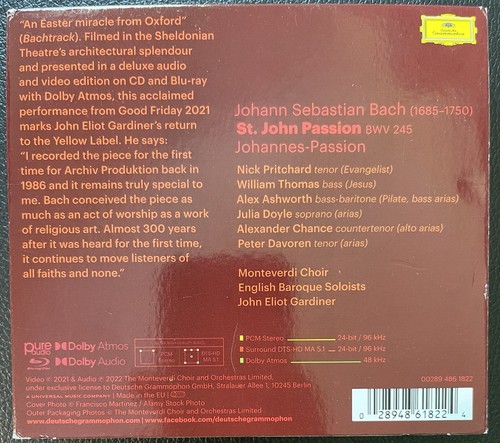 "An Easter miracle from Oxford"
(Bachtrack). Filmed in the Sheldonian
Theatre's architectural splendour
and presented in a deluxe audio
and video edition on CD and Blu-ray
with Dolby Atmos, this acclaimed
performance from Good Friday 2021
marks John Eliot Gardiner's return
to the Yellow Label. He says:
"I recorded the piece for the first
time for Archiv Produktion back in
1986 and it remains truly special to
me. Bach conceived the piece as
much as an act of worship as a work
of religious art. Almost 300 years
after it was heard for the first time,
it continues to move listeners of
all faiths and none."
Deutsche Grammophon
Johann Sebastian Bach (1685–1750)
St. John Passion BWV 245
Johannes-Passion
Nick Pritchard tenor (Evangelist)
William Thomas bass (Jesus)
Alex Ashworth bass-baritone (Pilate, bass arias)
Julia Doyle soprano (arias)
Alexander Chance countertenor (alto arias)
Peter Davoren tenor (arias)
Monteverdi Choir
English Baroque Soloists
John Eliot Gardiner
pure audio
Dolby Atmos
Blu-ray
Dolby Audio
PCM Stereo
DTS-HD MA 5.1
PCM Stereo 24-bit / 96 kHz
Surround DTS-HD MA 5.1 24-bit / 96 kHz
Dolby Atmos 48 kHz
Video ℗ 2021 & Audio ℗ 2022 The Monteverdi Choir and Orchestras Limited,
under exclusive license to Deutsche Grammophon GmbH, Stralauer Allee 1, 10245 Berlin
A UNIVERSAL MUSIC COMPANY | Made in the EU
Cover Photo © Francisco Martinez / Alamy Stock Photo
Outer Packaging Photos © The Monteverdi Choir and Orchestras Limited
www.deutschegrammophon.com | www.facebook.com/deutschegrammophon
00289 486 1822
0 28948 61822 4